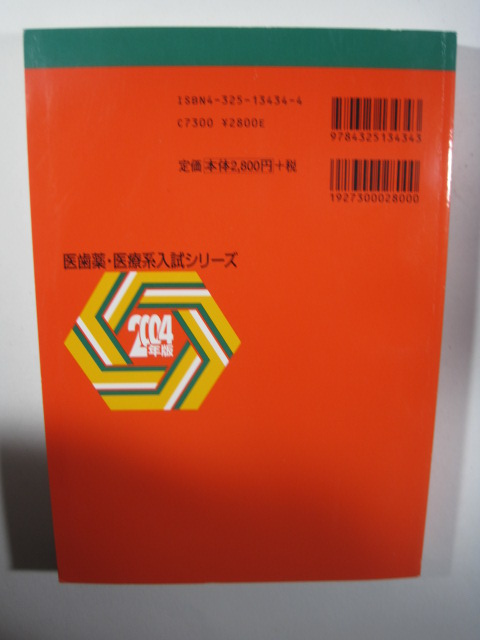 ISBN4-325-13434-4
C7300 ¥2800E
9784325134343
定価[本体2,800円]+税
1927300028000
医歯薬・医療系入試シリーズ
2004
年版